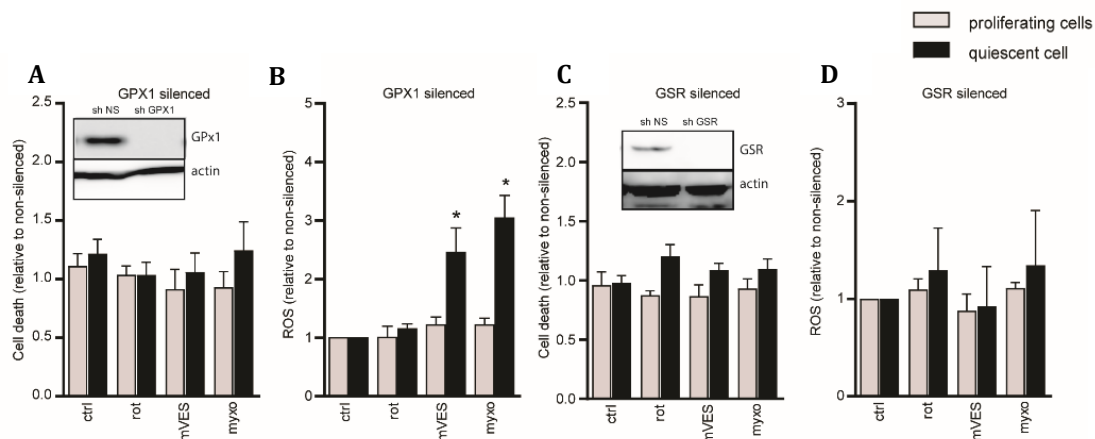 proliferating cells
quiescent cell
A
GPX1 silenced
Cell death (relative to non-silenced)
2.5
2.0
1.5
1.0
0.5
0.0
sh NS sh GPX1
GPx1
actin
ctrl
rot
mVES
myxo
B
GPX1 silenced
ROS (relative to non-silenced)
5
4
3
2
1
0
*
*
ctrl
rot
mVES
myxo
C
GSR silenced
Cell death (relative to non-silenced)
2.5
2.0
1.5
1.0
0.5
0.0
sh NS sh GSR
GSR
actin
ctrl
rot
mVES
myxo
D
GSR silenced
ROS (relative to non-silenced)
3
2
1
0
ctrl
rot
mVES
myxo